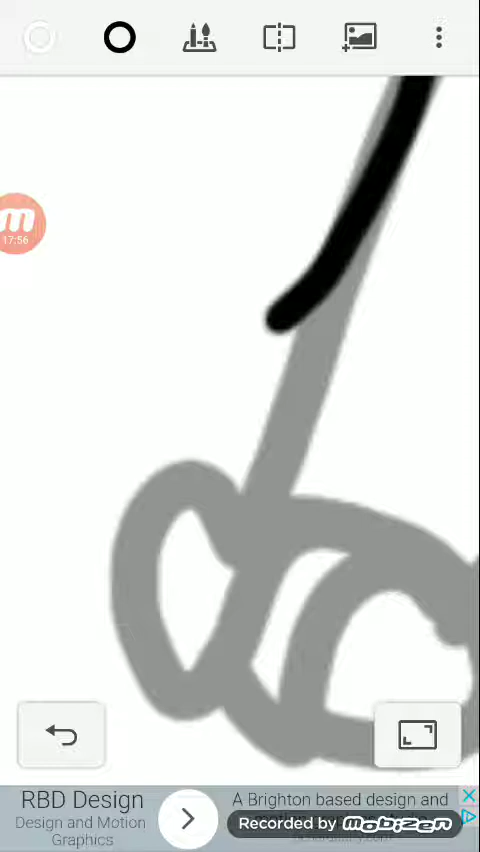 m
17:56
RBD Design
Design and Motion
Graphics
A Brighton based design and
Recorded by mobizen